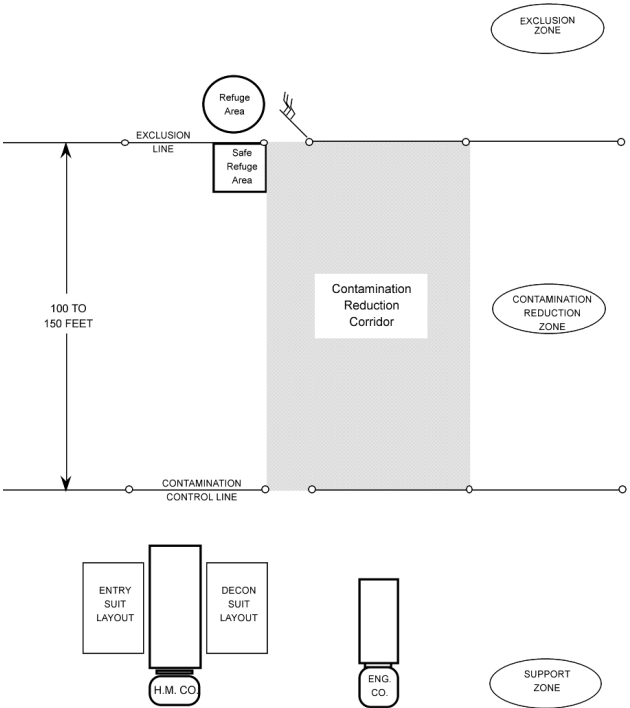 EXCLUSION
ZONE
Refuge
Area
EXCLUSION
LINE
Safe
Refuge
Area
Contamination
Reduction
Corridor
CONTAMINATION
REDUCTION
ZONE
100 TO
150 FEET
CONTAMINATION
CONTROL LINE
ENTRY
SUIT
LAYOUT
DECON
SUIT
LAYOUT
H.M. CO.
ENG.
CO.
SUPPORT
ZONE